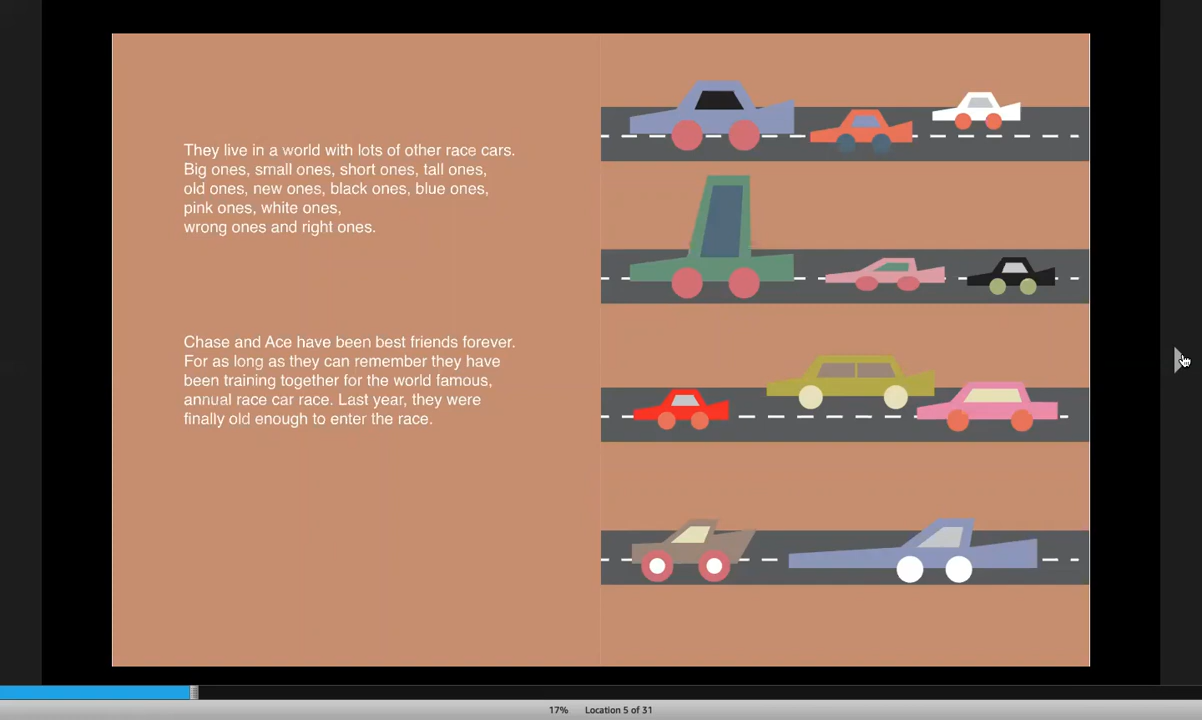 They live in a world with lots of other race cars.
Big ones, small ones, short ones, tall ones,
old ones, new ones, black ones, blue ones,
pink ones, white ones,
wrong ones and right ones.
Chase and Ace have been best friends forever.
For as long as they can remember they have
been training together for the world famous,
annual race car race. Last year, they were
finally old enough to enter the race.
17% Location 5 of 31